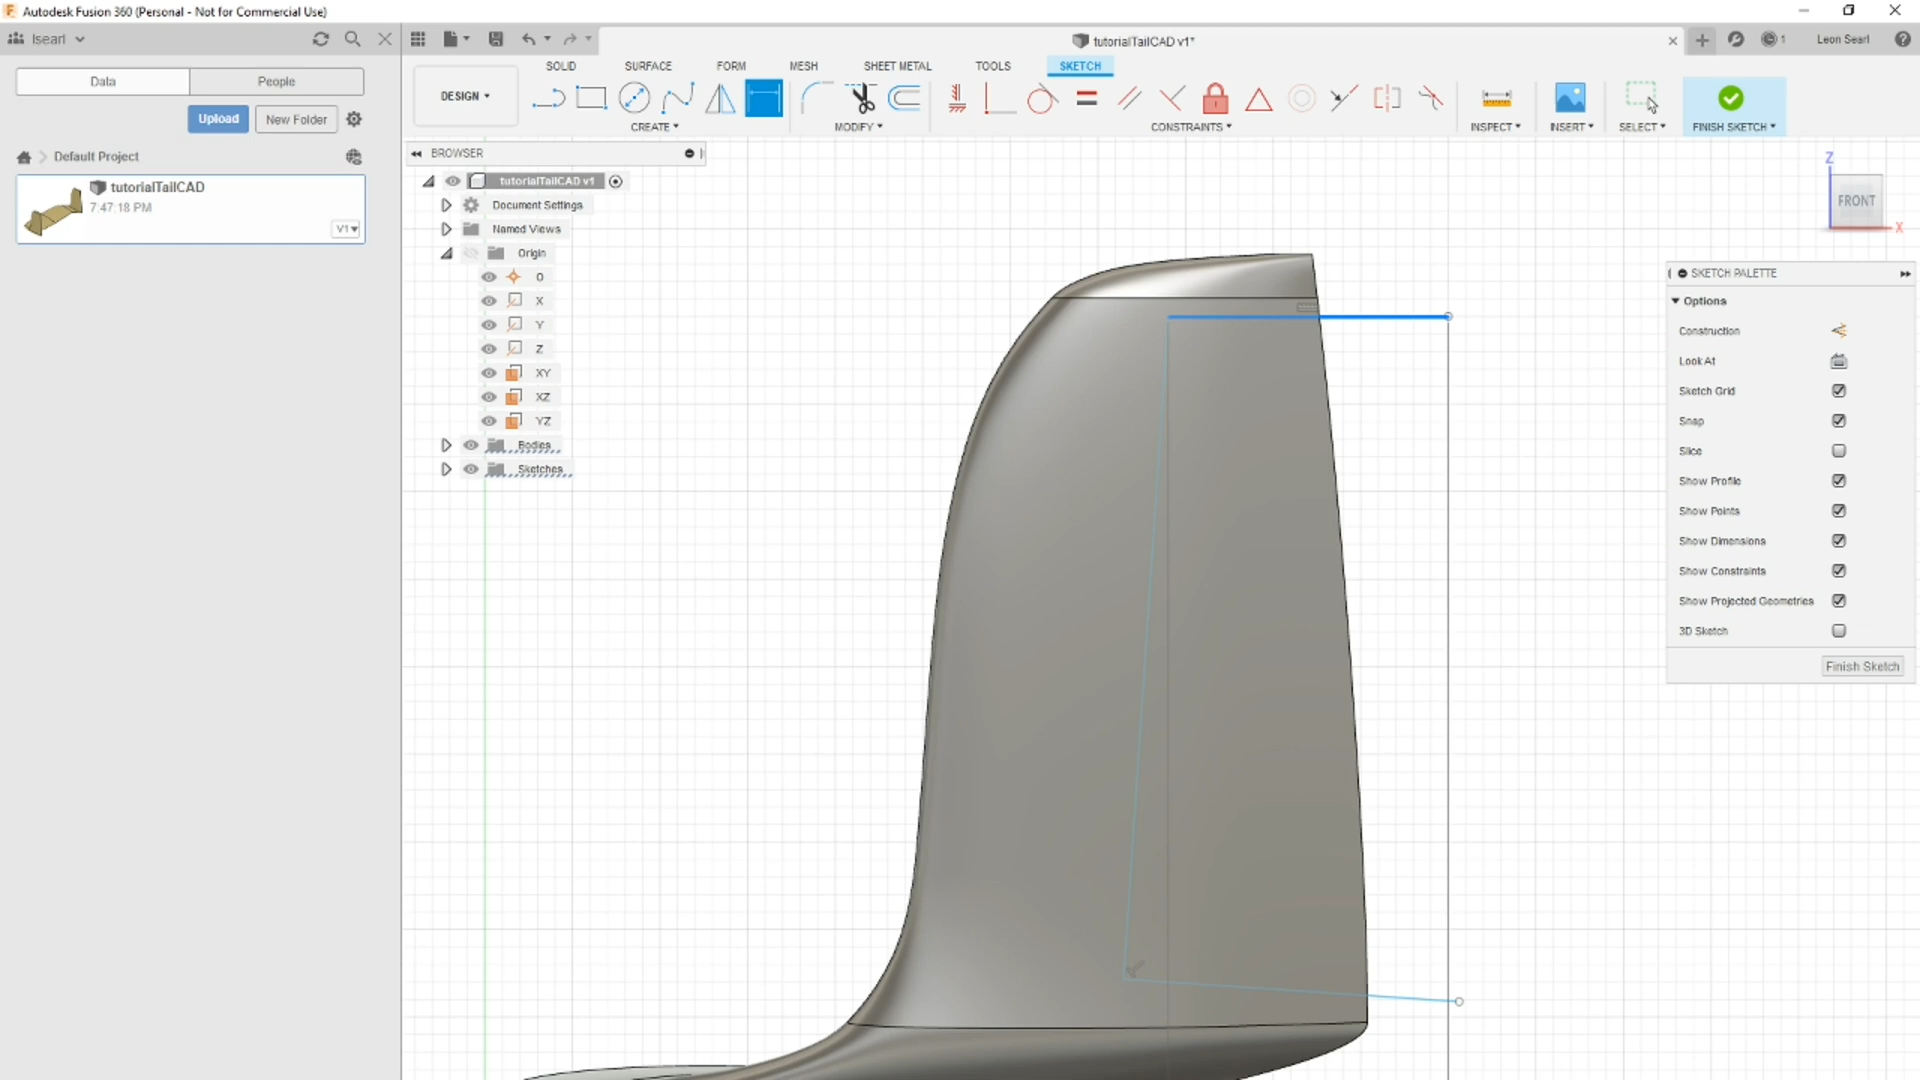 Autodesk Fusion 360 (Personal - Not for Commercial Use)
lsearl
tutorialTailCAD v1*
1
Leon Searl
Data
People
Upload
New Folder
Default Project
tutorialTailCAD
7:47:18 PM
V1
DESIGN
SOLID
SURFACE
FORM
MESH
SHEET METAL
TOOLS
SKETCH
CREATE
MODIFY
CONSTRAINTS
INSPECT
INSERT
SELECT
FINISH SKETCH
BROWSER
tutorialTailCAD v1
Document Settings
Named Views
Origin
O
X
Y
Z
XY
XZ
YZ
Bodies
Sketches
Z
FRONT
X
SKETCH PALETTE
Options
Construction
Look At
Sketch Grid
Snap
Slice
Show Profile
Show Points
Show Dimensions
Show Constraints
Show Projected Geometries
3D Sketch
Finish Sketch